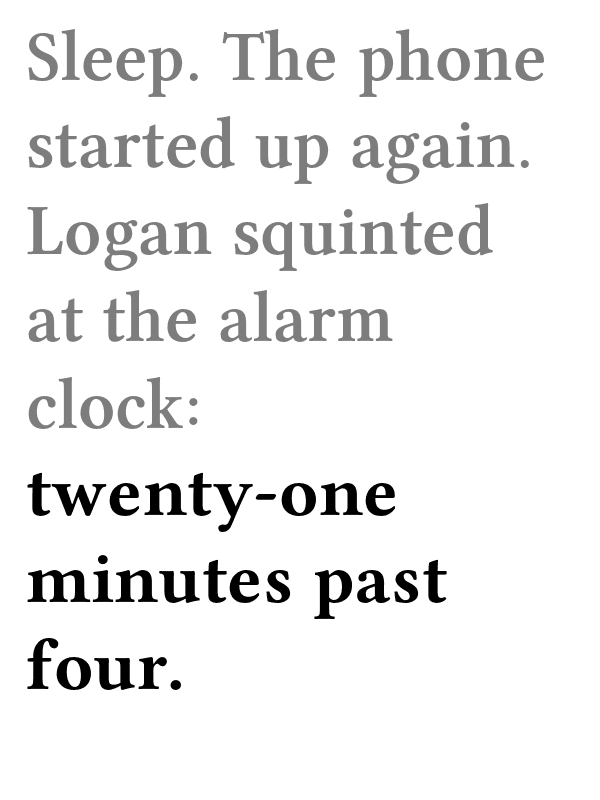 Sleep. The phone
started up again.
Logan squinted
at the alarm
clock:
twenty-one
minutes past
four.